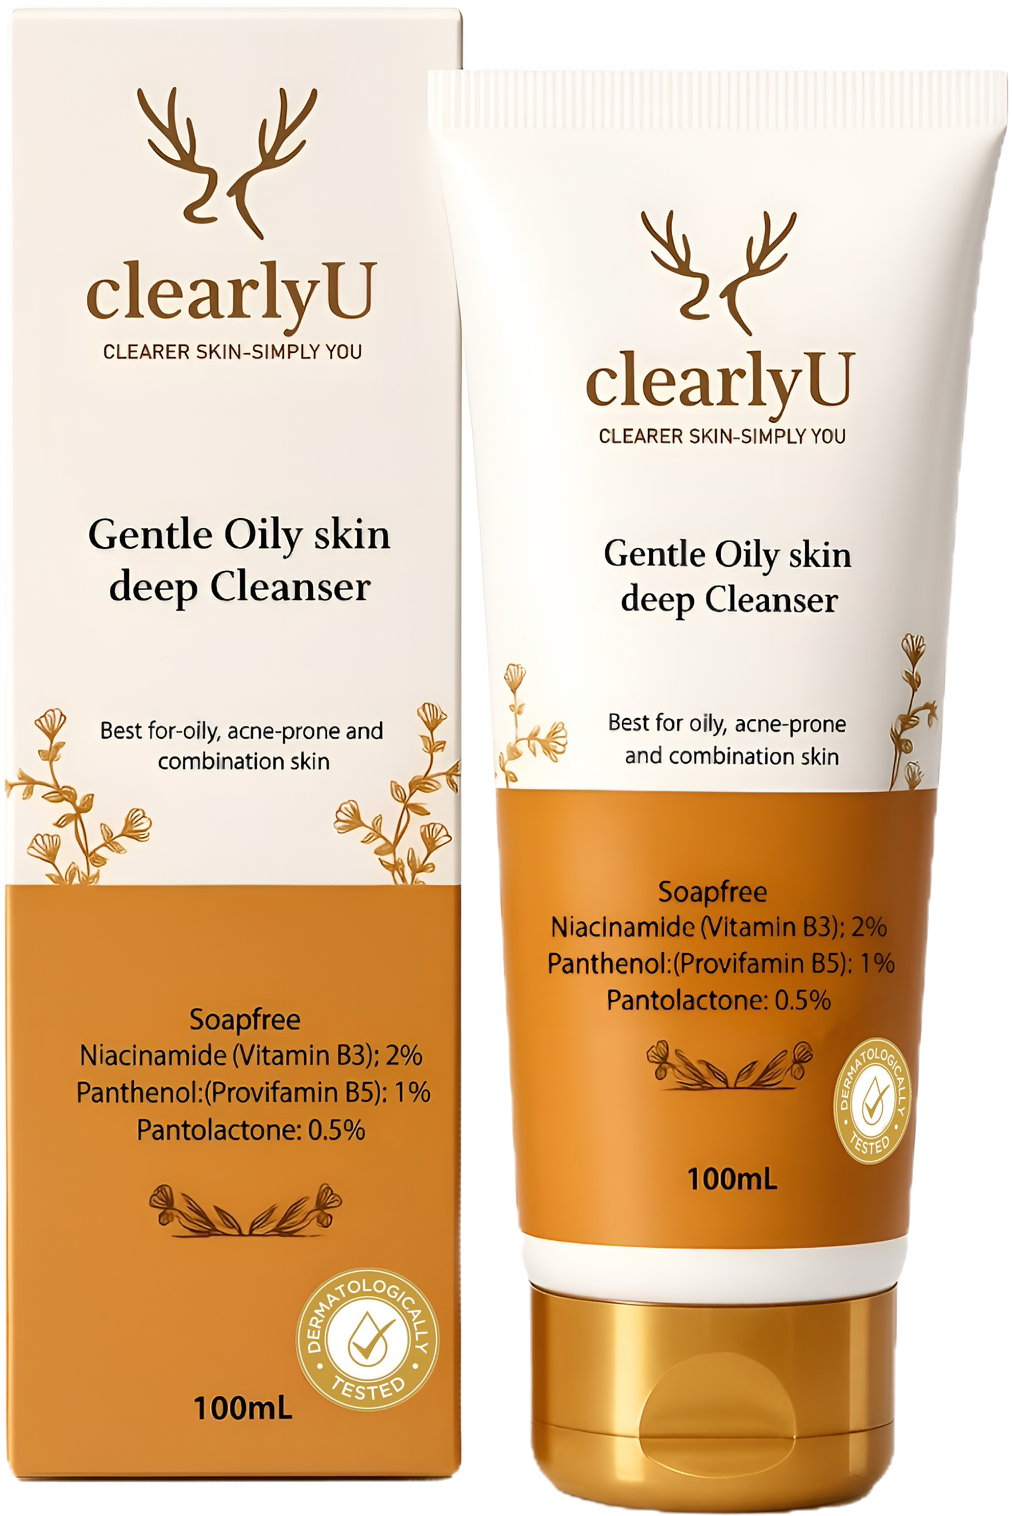 clearlyU
CLEARER SKIN-SIMPLY YOU
Gentle Oily skin
deep Cleanser
Best for-oily, acne-prone and
combination skin
Soapfree
Niacinamide (Vitamin B3); 2%
Panthenol:(Provifamin B5): 1%
Pantolactone: 0.5%
DERMATOLOGICALLY
• TESTED •
100mL
clearlyU
CLEARER SKIN-SIMPLY YOU
Gentle Oily skin
deep Cleanser
Best for oily, acne-prone
and combination skin
Soapfree
Niacinamide (Vitamin B3); 2%
Panthenol:(Provifamin B5): 1%
Pantolactone: 0.5%
DERMATOLOGICALLY
• TESTED •
100mL